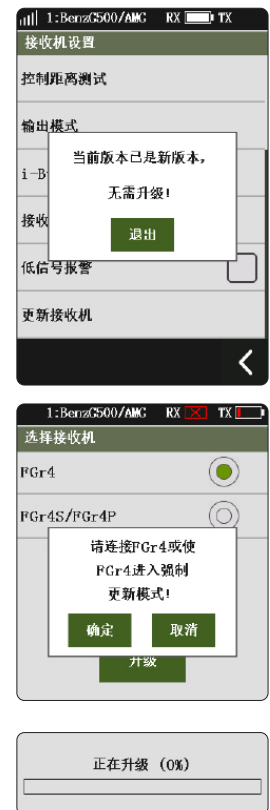 1:BenzG500/AMG RX TX
接收机设置
控制距离测试
输出模式
当前版本已是新版本，
i-B
无需升级！
接收
退出
低信号报警
更新接收机
1:BenzG500/AMG RX TX
选择接收机
FGr4
FGr4S/FGr4P
请连接FGr4或使
FGr4进入强制
更新模式！
确定 取消
升级
正在升级 (0%)